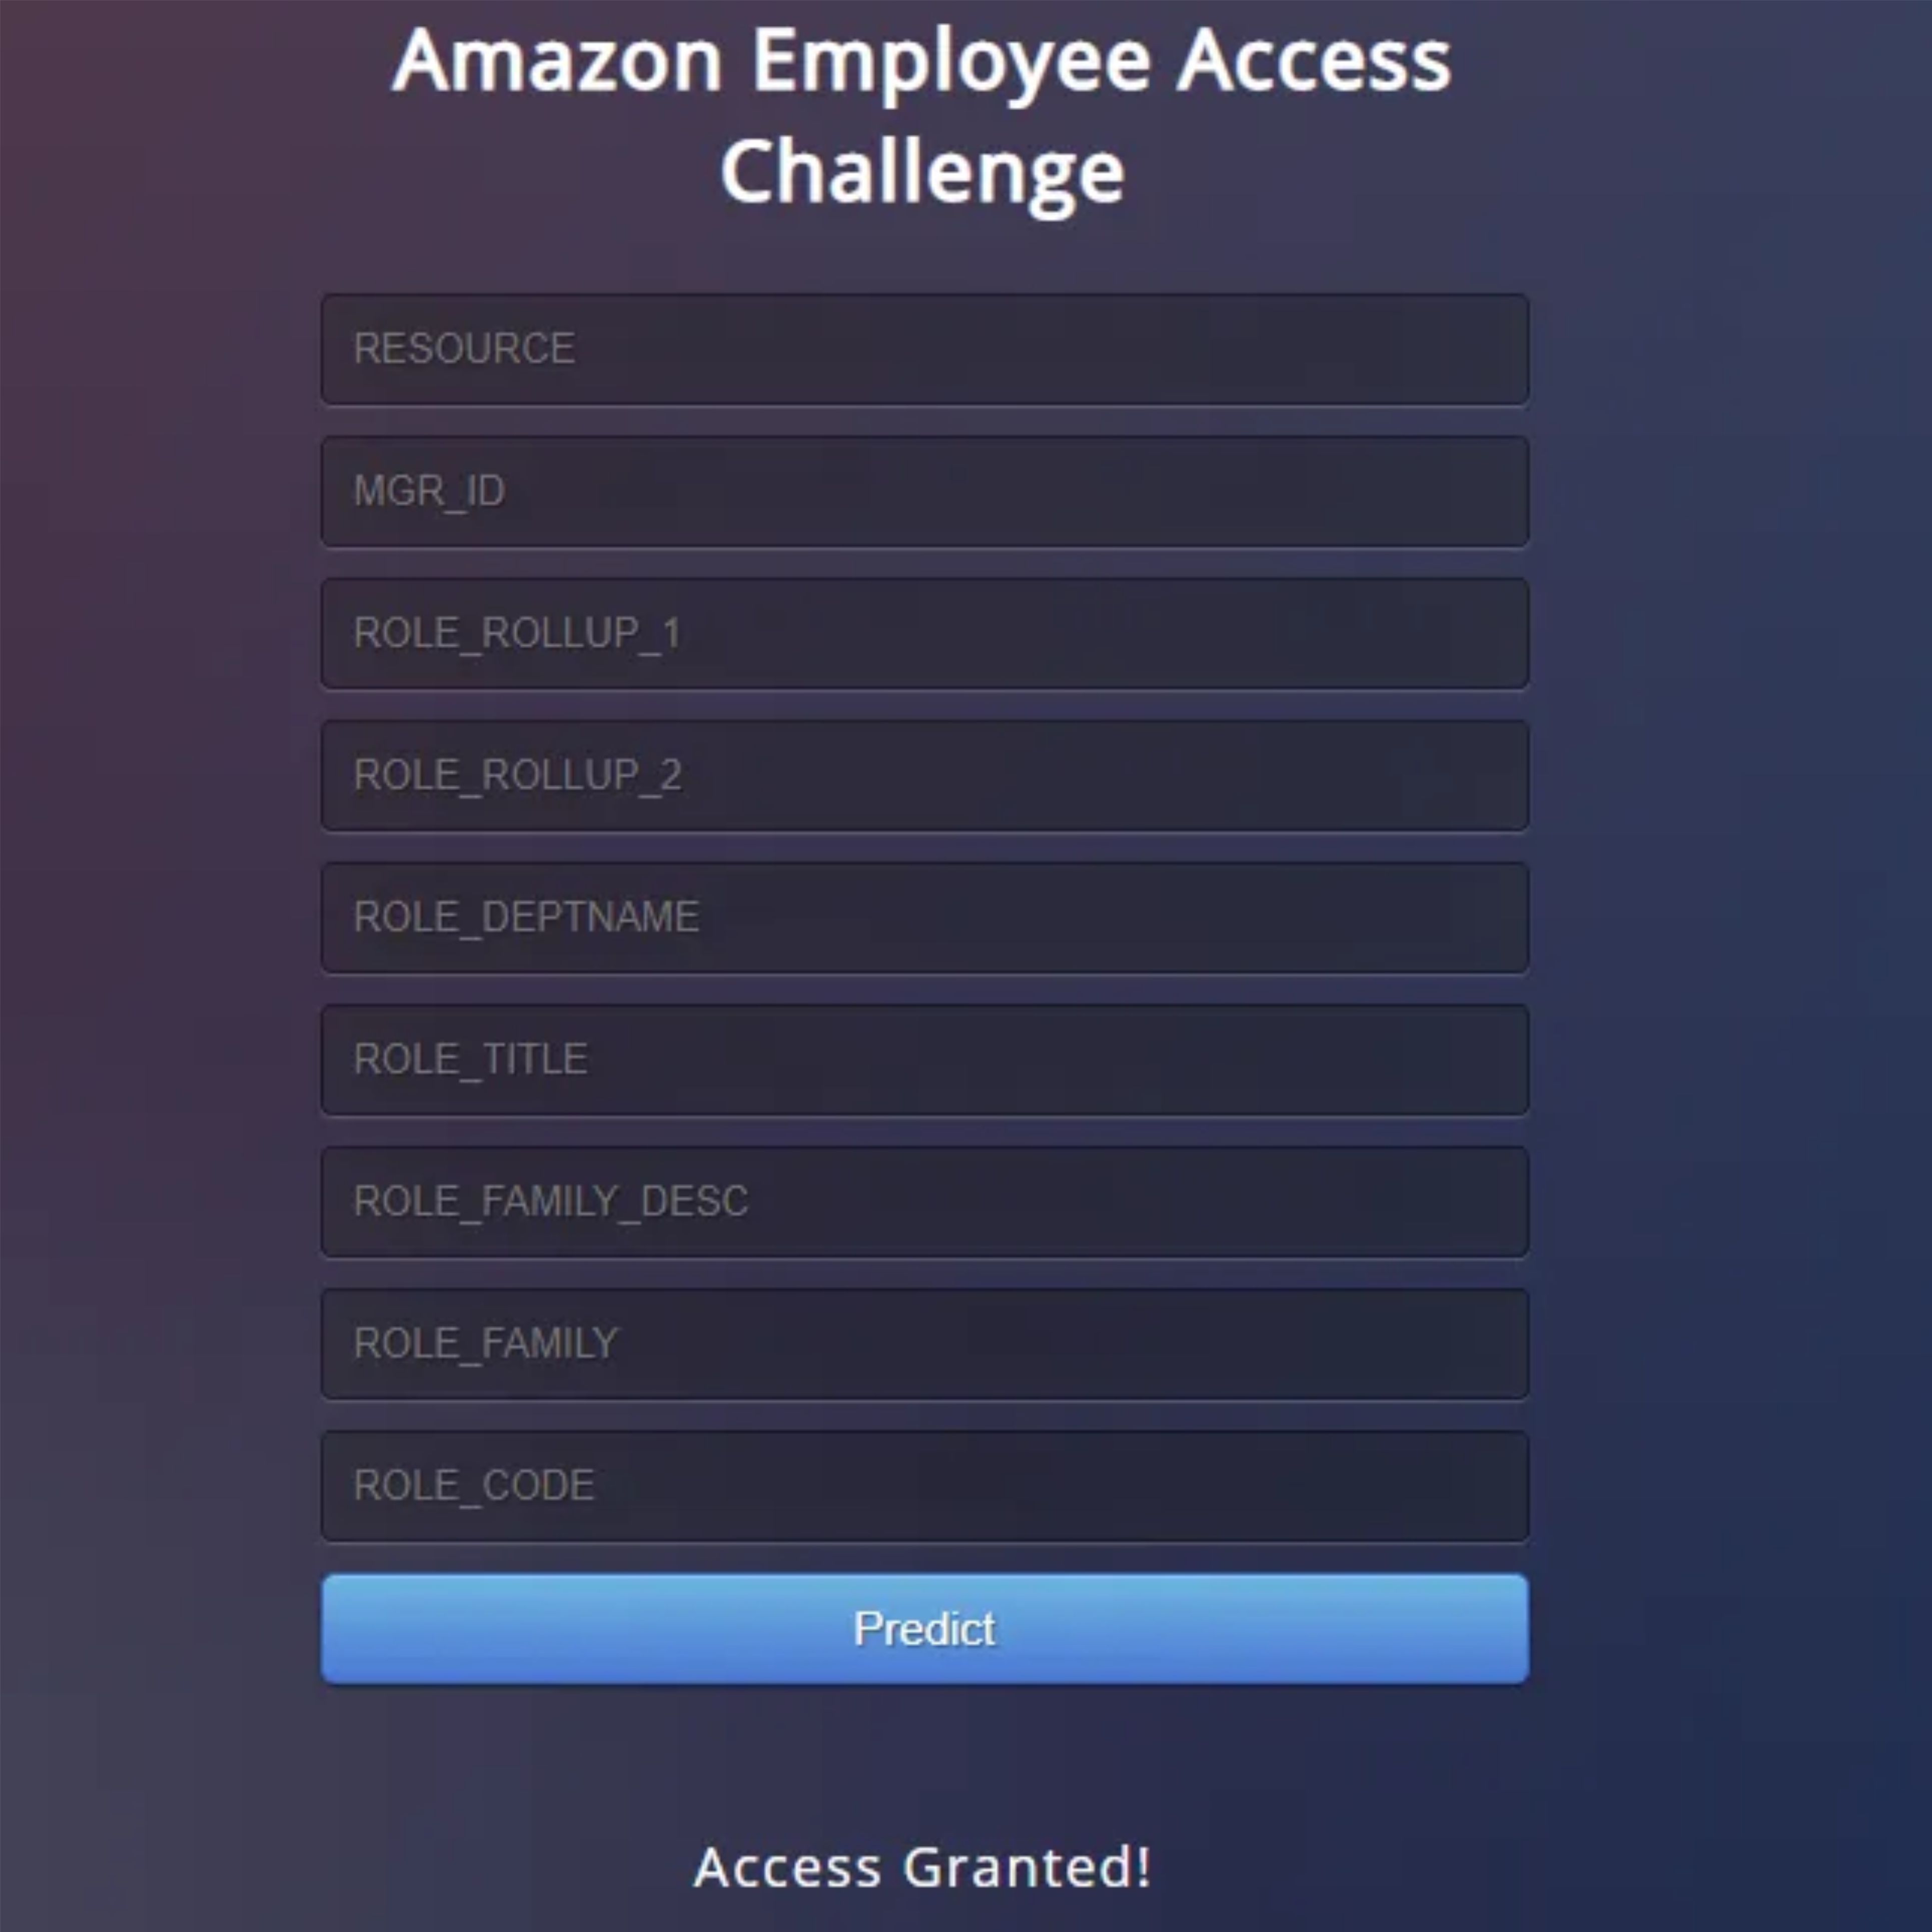 Amazon Employee Access
Challenge
RESOURCE
MGR_ID
ROLE_ROLLUP_1
ROLE_ROLLUP_2
ROLE_DEPTNAME
ROLE_TITLE
ROLE_FAMILY_DESC
ROLE_FAMILY
ROLE_CODE
Predict
Access Granted!